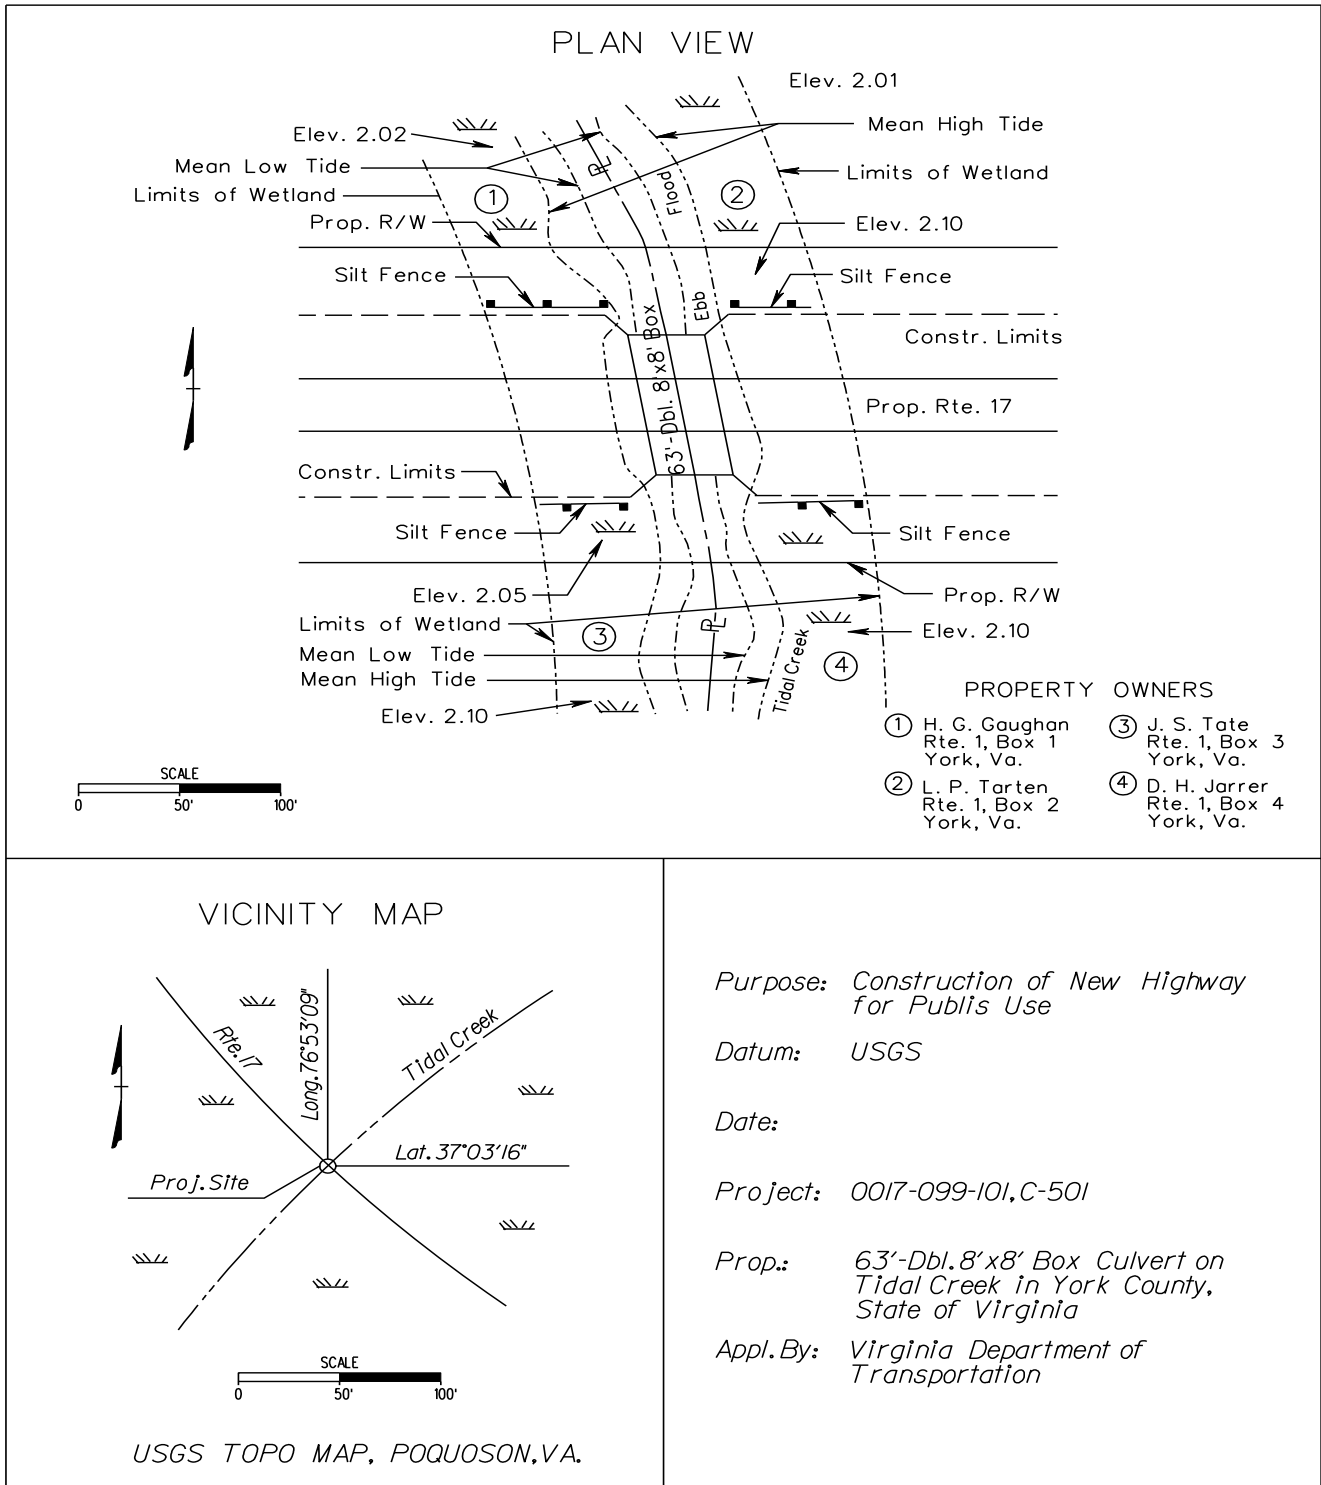 PLAN VIEW
Elev. 2.01
Mean High Tide
Elev. 2.02
Mean Low Tide
Limits of Wetland
Limits of Wetland
PL
Flood
1
2
Prop. R/W
Elev. 2.10
Silt Fence
Silt Fence
Ebb
63'-Dbl. 8'x8' Box
Constr. Limits
Prop. Rte. 17
Constr. Limits
Silt Fence
Silt Fence
Elev. 2.05
Prop. R/W
Limits of Wetland
PL
3
Elev. 2.10
Mean Low Tide
Tidal Creek
4
Mean High Tide
Elev. 2.10
PROPERTY OWNERS
1 H. G. Gaughan
Rte. 1, Box 1
York, Va.
2 L. P. Tarten
Rte. 1, Box 2
York, Va.
3 J. S. Tate
Rte. 1, Box 3
York, Va.
4 D. H. Jarrer
Rte. 1, Box 4
York, Va.
SCALE
0 50' 100'
VICINITY MAP
Rte. 17
Long. 76°53'09"
Tidal Creek
Lat. 37°03'16"
Proj. Site
SCALE
0 50' 100'
USGS TOPO MAP, POQUOSON, VA.
Purpose: Construction of New Highway
for Publis Use
Datum: USGS
Date:
Project: 0017-099-101, C-501
Prop.: 63'-Dbl. 8'x8' Box Culvert on
Tidal Creek in York County,
State of Virginia
Appl. By: Virginia Department of
Transportation